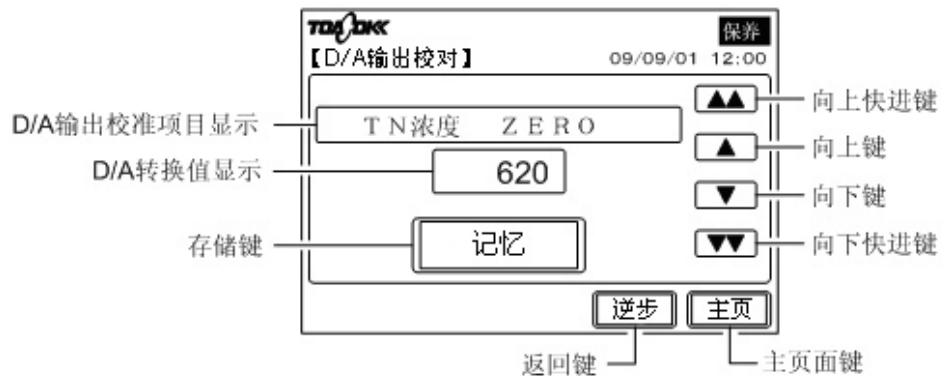 TOADKK 保养
【D/A输出校对】 09/09/01 12:00
D/A输出校准项目显示 TN浓度 ZERO
D/A转换值显示 620
存储键 记忆
向上快进键
向上键
向下键
向下快进键
逆步 主页
返回键 主页面键